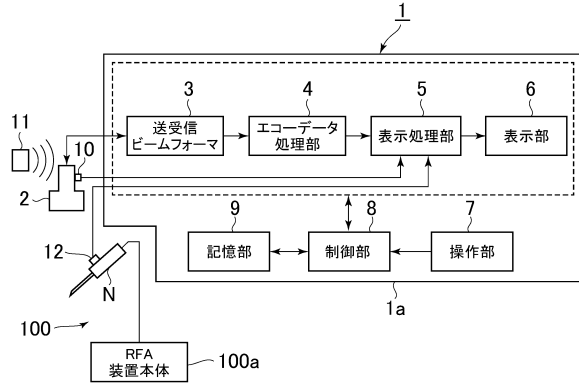 1
3
4
5
6
11
送受信
ビームフォーマ
エコーデータ
処理部
表示処理部
表示部
10
2
9
8
7
12
記憶部
制御部
操作部
N
1a
100
RFA
装置本体
100a